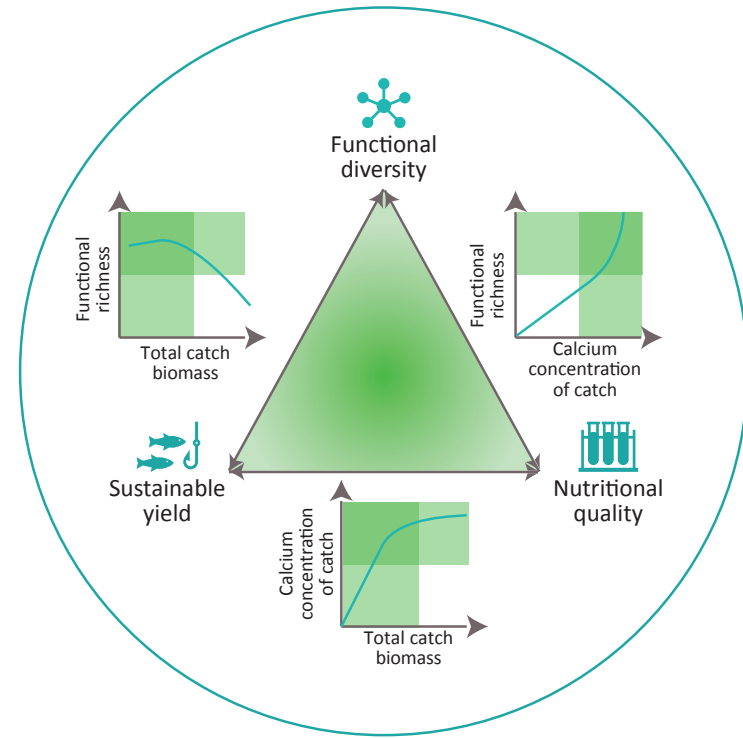 Functional
diversity
Functional
richness
Total catch
biomass
Functional
richness
Calcium
concentration
of catch
Sustainable
yield
Nutritional
quality
Calcium
concentration
of catch
Total catch
biomass